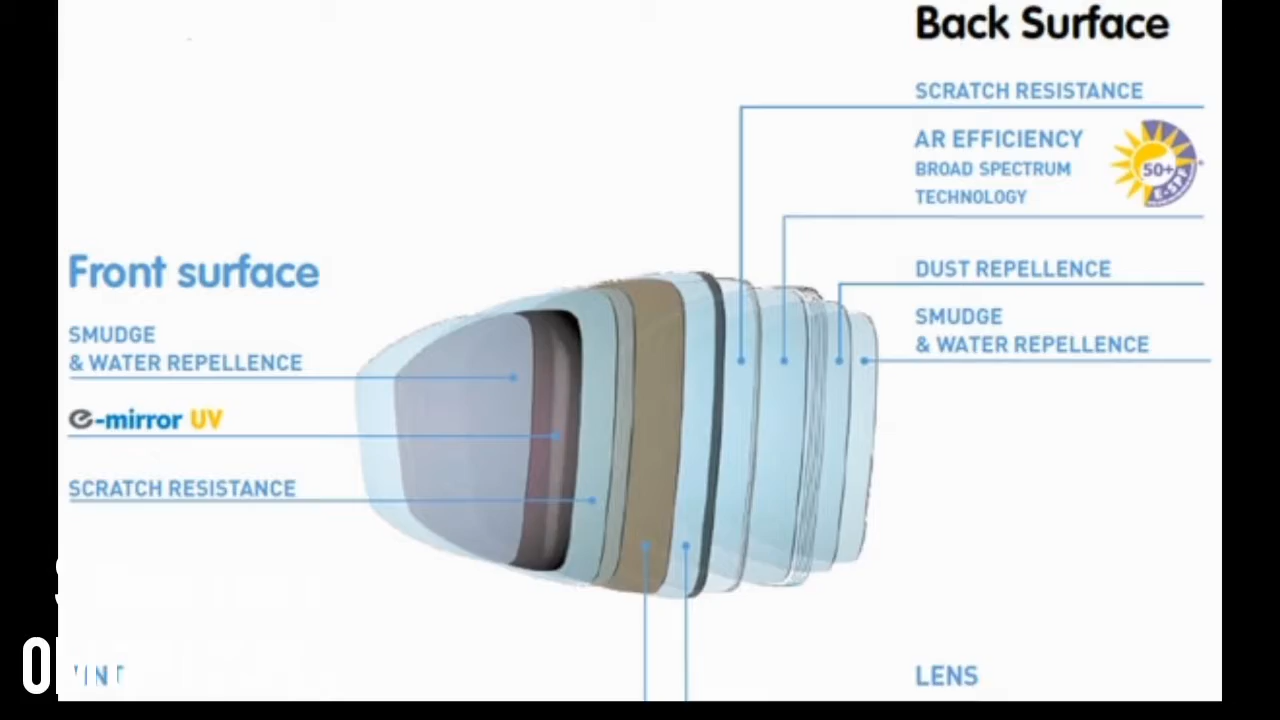 Back Surface
SCRATCH RESISTANCE
AR EFFICIENCY
BROAD SPECTRUM
TECHNOLOGY
50+
E-SPF
DUST REPELLENCE
SMUDGE
& WATER REPELLENCE
Front surface
SMUDGE
& WATER REPELLENCE
e-mirror UV
SCRATCH RESISTANCE
LENS